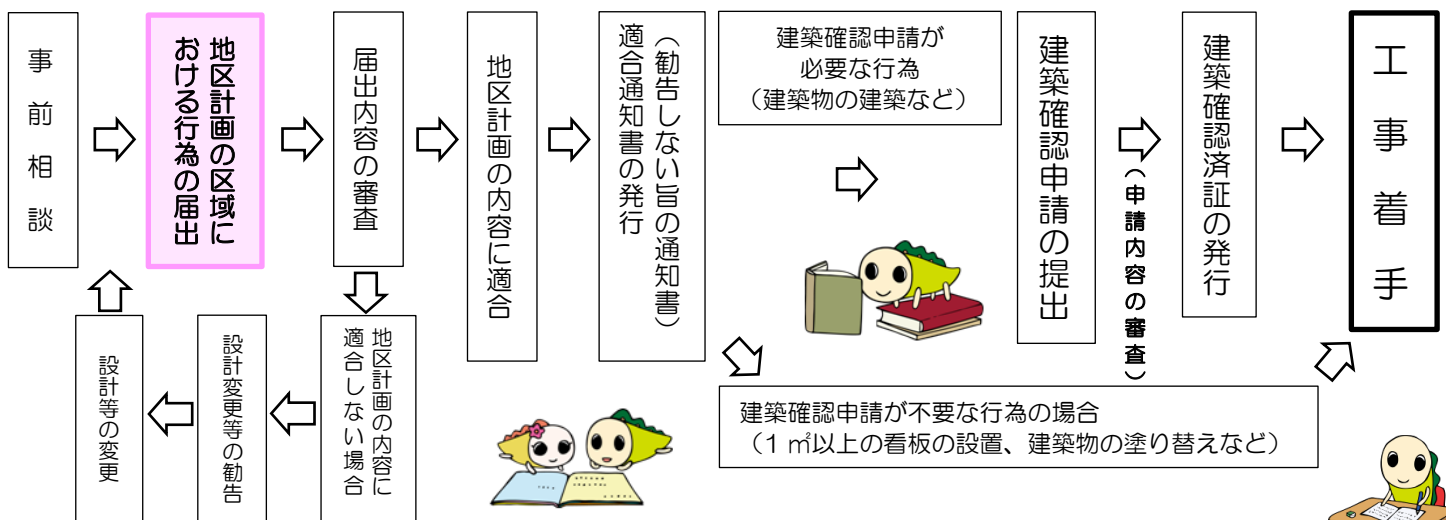 事前相談
地区計画の区域に
おける行為の届出
届出内容の審査
地区計画の内容に適合
（勧告しない旨の通知書）
適合通知書の発行
建築確認申請が
必要な行為
（建築物の建築など）
建築確認申請の提出
（申請内容の審査）
建築確認済証の発行
工事着手
地区計画の内容に
適合しない場合
設計変更等の勧告
設計等の変更
建築確認申請が不要な行為の場合
（1㎡以上の看板の設置、建築物の塗り替えなど）